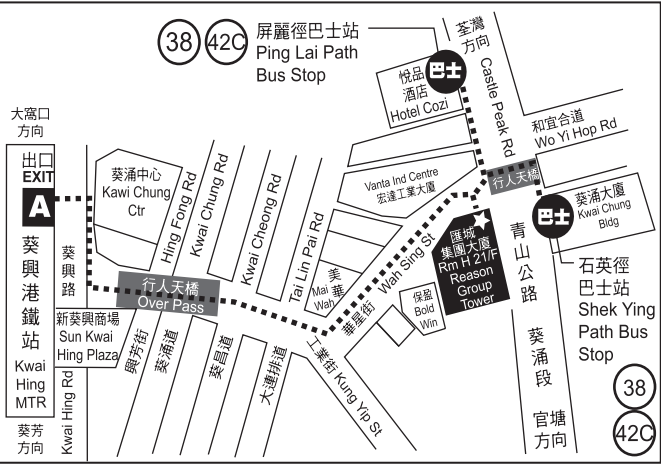 38
42C
屏麗徑巴士站
Ping Lai Path
Bus Stop
荃灣
方向
Castle Peak Rd
巴士
悅品
酒店
Hotel Cozi
和宜合道
Wo Yi Hop Rd
大窩口
方向
出口
EXIT
A
葵興港鐵站
Kwai
Hing
MTR
葵芳
方向
葵興路
Kwai Hing Rd
葵涌中心
Kawi Chung
Ctr
行人天橋
Over Pass
新葵興商場
Sun Kwai
Hing Plaza
Hing Fong Rd
興芳街
Kwai Chung Rd
葵涌道
Kwai Cheong Rd
葵昌道
Tai Lin Pai Rd
大連排道
美華
Mai
Wah
Vanta Ind Centre
宏達工業大廈
Wah Sing St
華星街
工業街 Kung Yip St
保盈
Bold
Win
匯城
集團大廈
Rm H 21/F
Reason
Group
Tower
行人天橋
巴士
葵涌大廈
Kwai Chung
Bldg
青山公路
葵涌段
官塘
方向
石英徑
巴士站
Shek Ying
Path Bus
Stop
38
42C